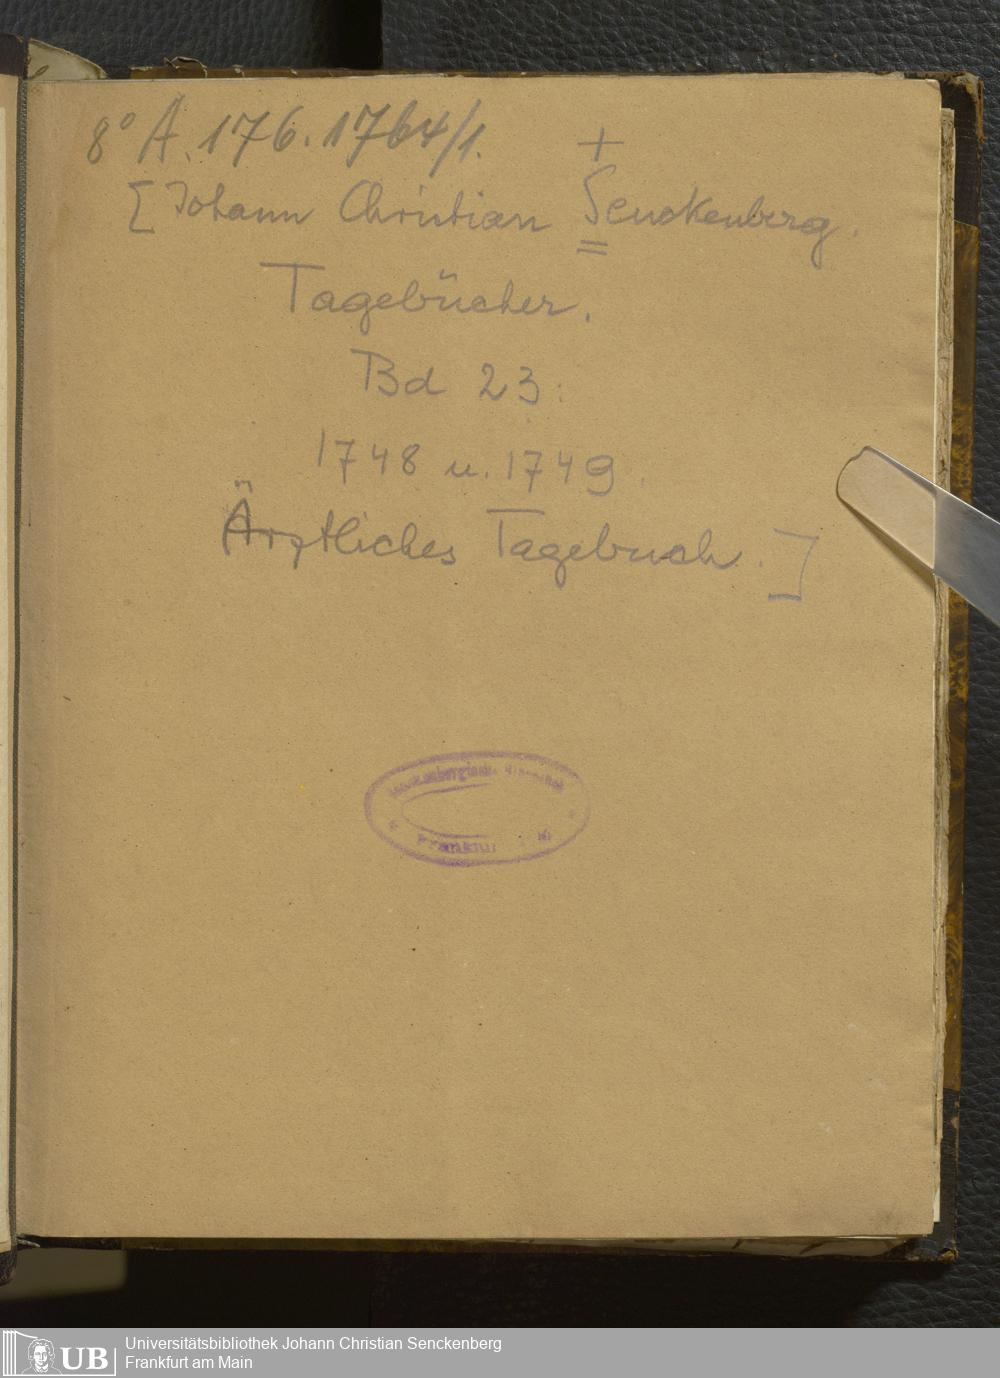 8° A. 176. 1764/1. +
[Johann Christian Senckenberg.
Tagebücher.
Bd 23:
1748 u. 1749.
Ärztliches Tagebuch.]
UB
Universitätsbibliothek Johann Christian Senckenberg
Frankfurt am Main